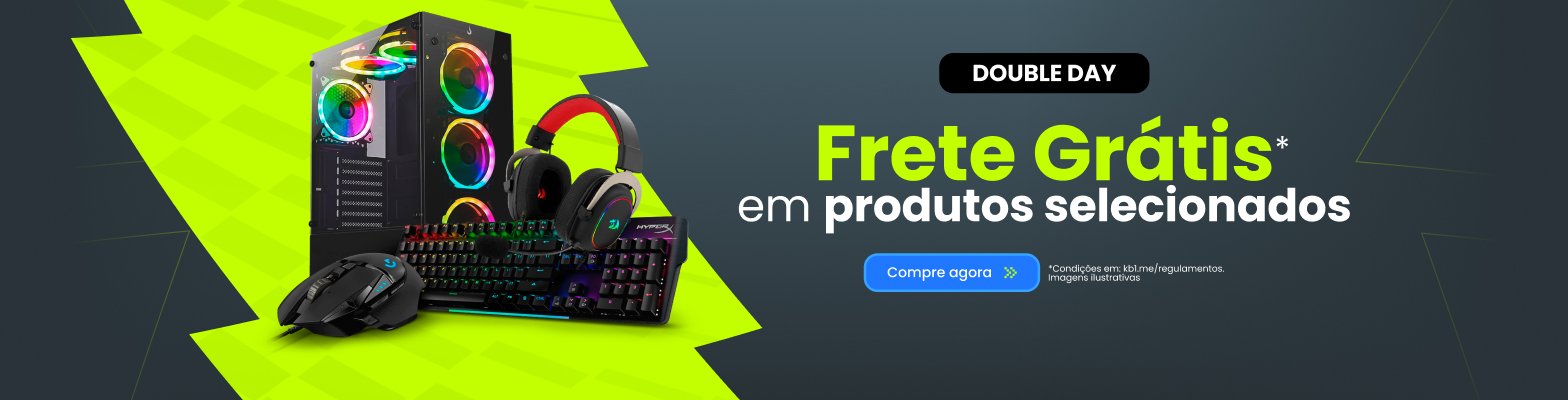 DOUBLE DAY
Frete Grátis*
em produtos selecionados
Compre agora
*Condições em: kb1.me/regulamentos.
Imagens ilustrativas
HYPERX